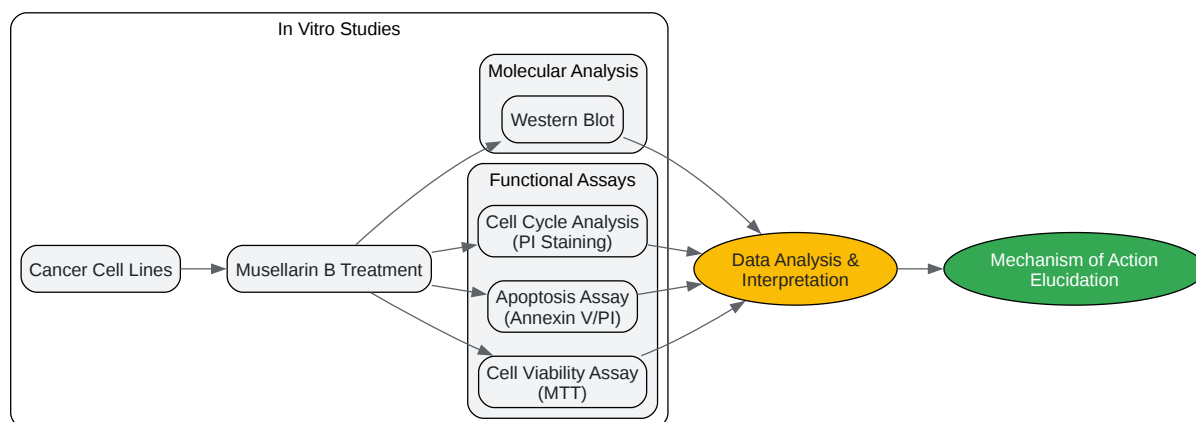 In Vitro Studies
Molecular Analysis
Western Blot
Functional Assays
Cell Cycle Analysis
(PI Staining)
Cancer Cell Lines
Musellarin B Treatment
Data Analysis &
Interpretation
Mechanism of Action
Elucidation
Apoptosis Assay
(Annexin V/PI)
Cell Viability Assay
(MTT)